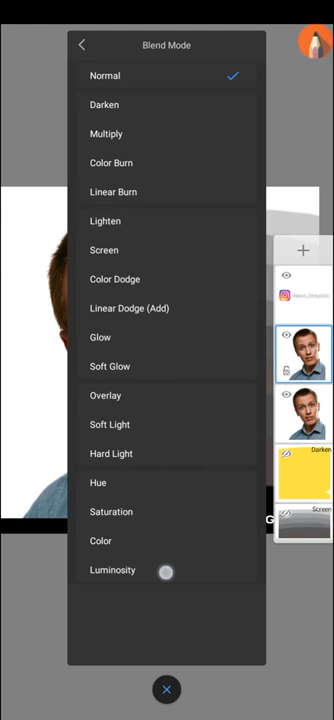 Blend Mode
Normal
Darken
Multiply
Color Burn
Linear Burn
Lighten
Screen
Color Dodge
Linear Dodge (Add)
Glow
Soft Glow
Overlay
Soft Light
Hard Light
Hue
Saturation
Color
Luminosity
Darken
Screen
G